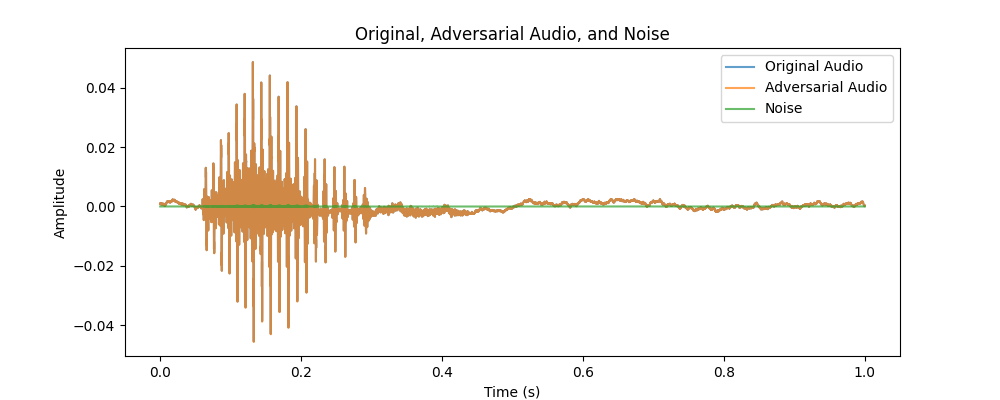 Original, Adversarial Audio, and Noise
Original Audio
Adversarial Audio
Noise
Amplitude
0.04
0.02
0.00
−0.02
−0.04
0.0 0.2 0.4 0.6 0.8 1.0
Time (s)